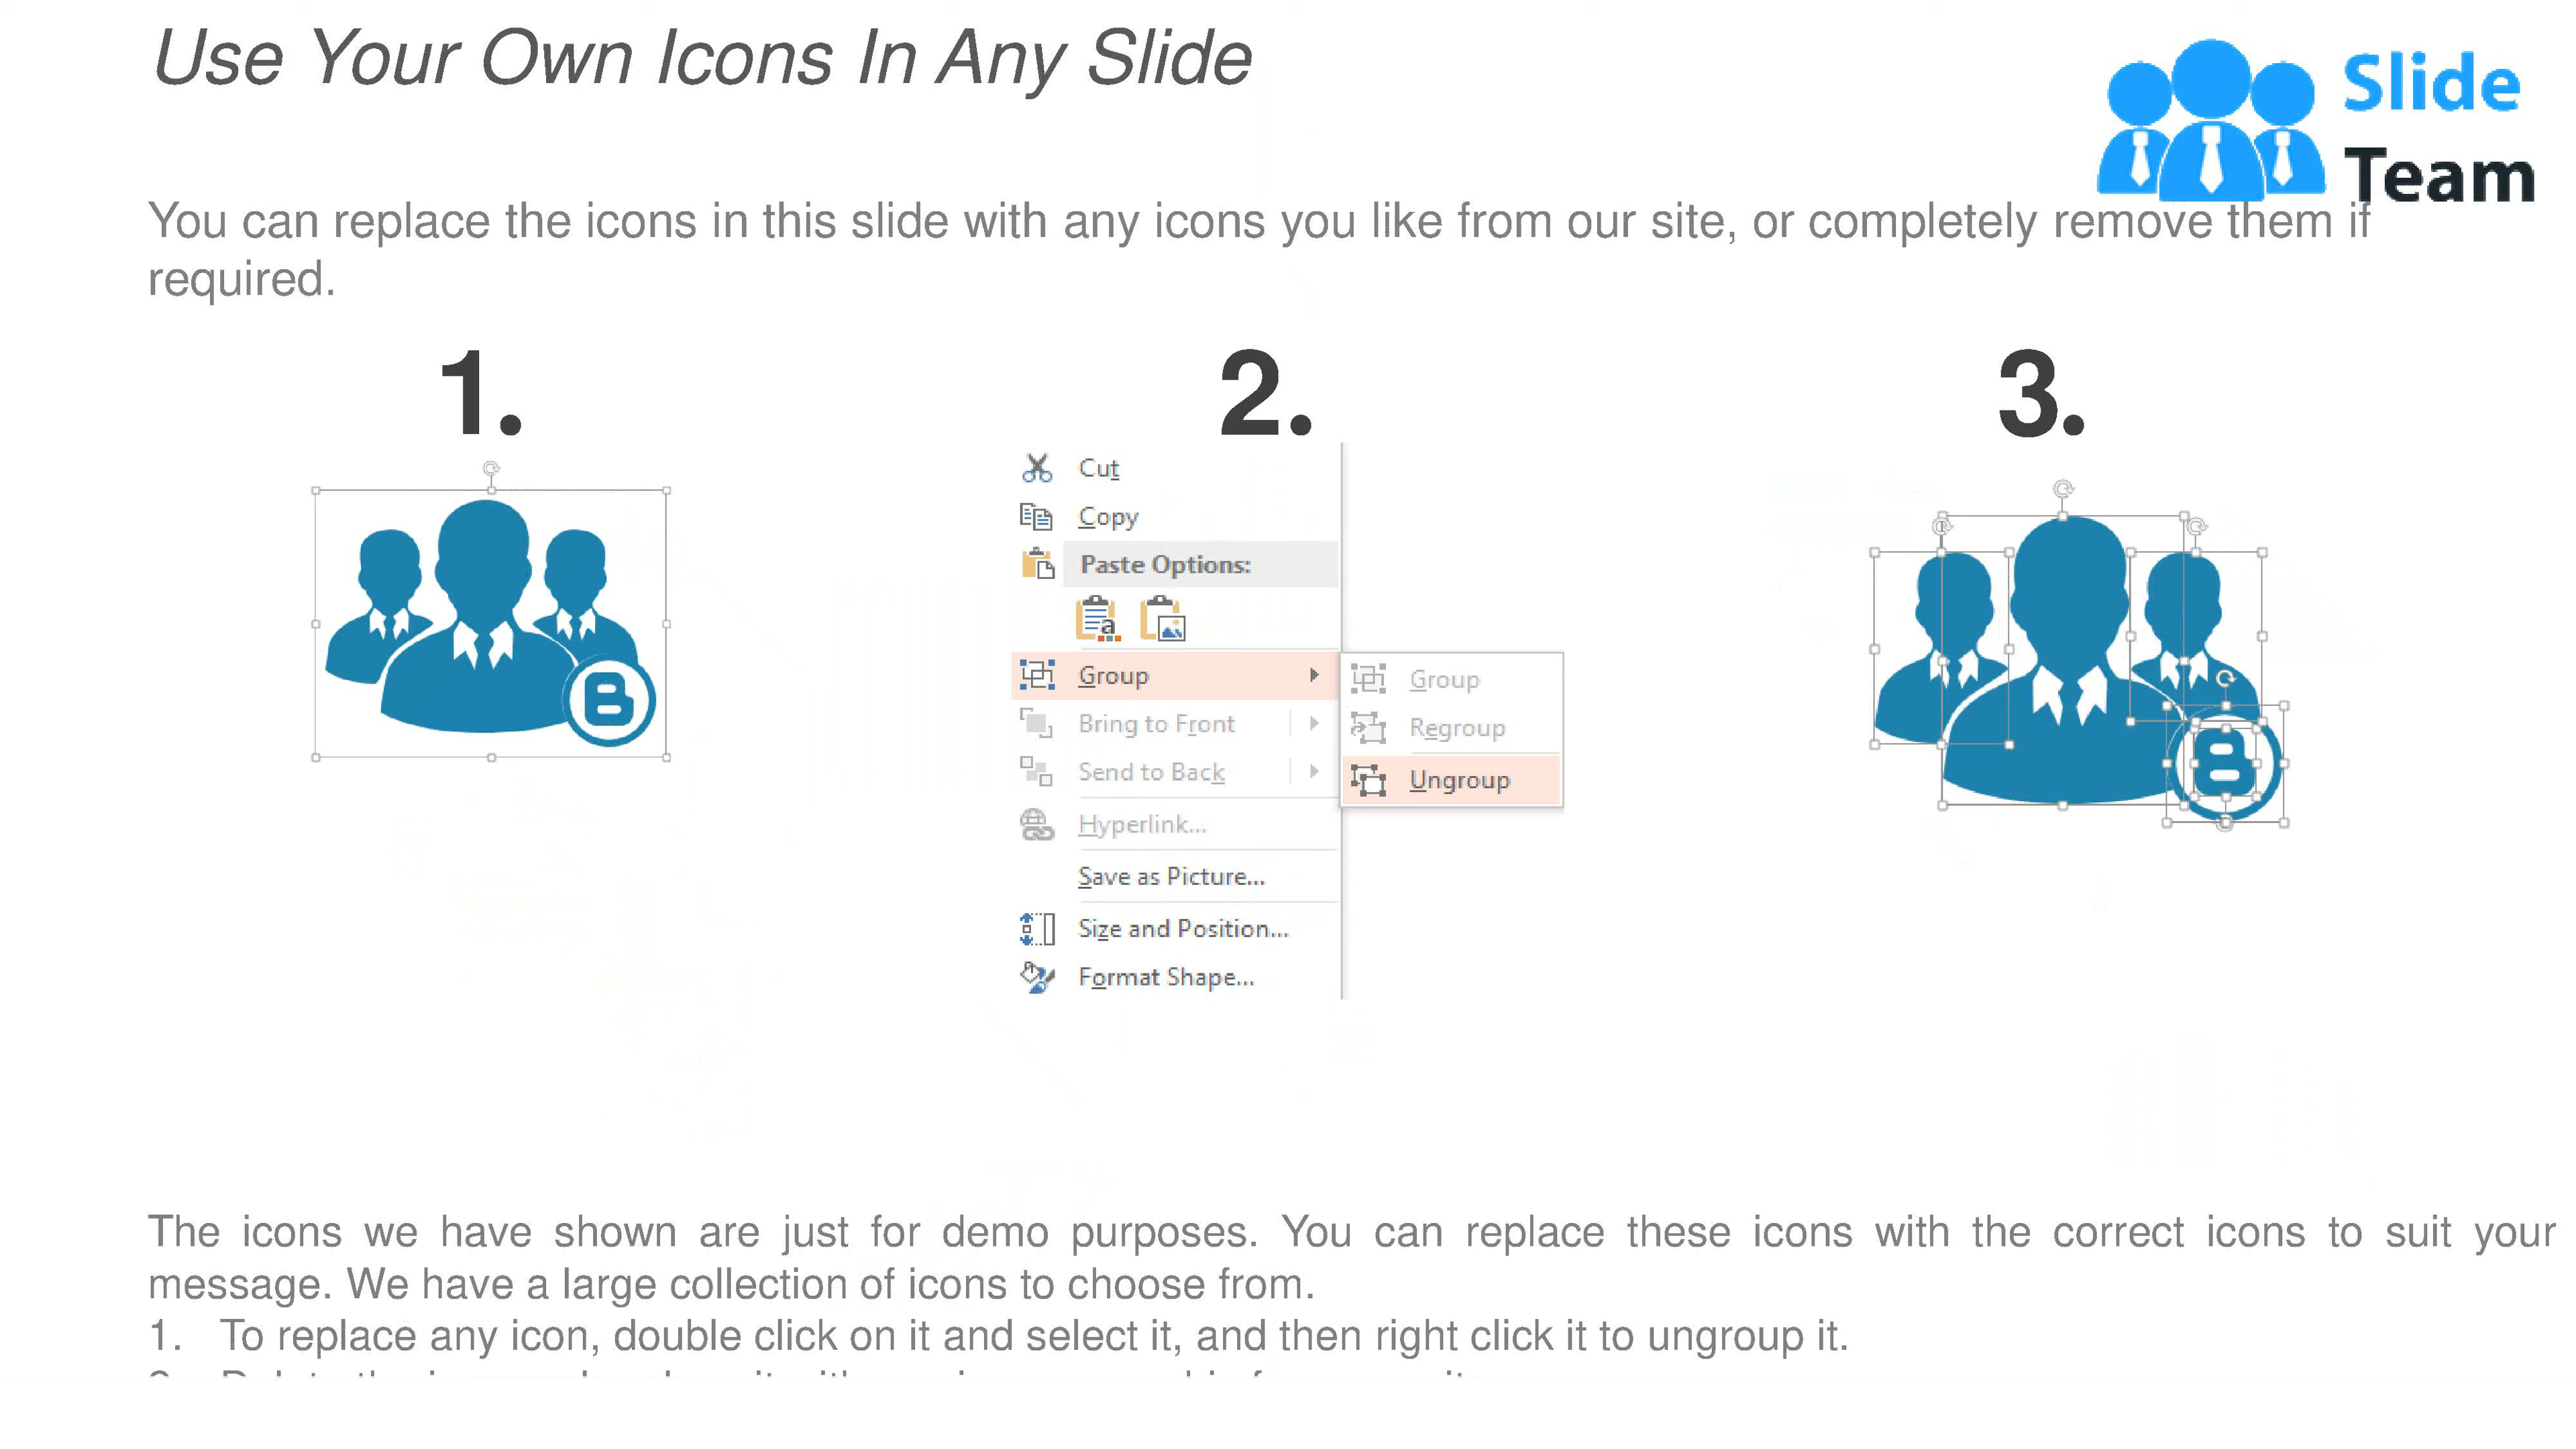 Use Your Own Icons In Any Slide
Slide
Team
You can replace the icons in this slide with any icons you like from our site, or completely remove them if
required.
1.
2.
3.
Cut
Copy
Paste Options:
Group
Bring to Front
Send to Back
Hyperlink...
Save as Picture...
Size and Position...
Format Shape...
Group
Regroup
Ungroup
The icons we have shown are just for demo purposes. You can replace these icons with the correct icons to suit your
message. We have a large collection of icons to choose from.
1. To replace any icon, double click on it and select it, and then right click it to ungroup it.